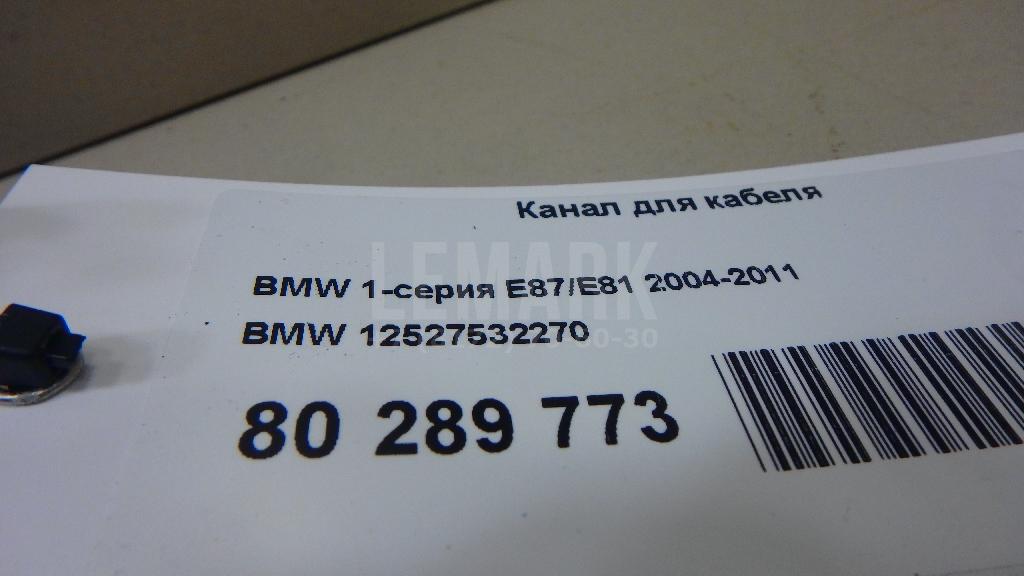 Канал для кабеля
LEMARK
BMW 1-серия E87/E81 2004-2011
BMW 12527532270
80 289 773